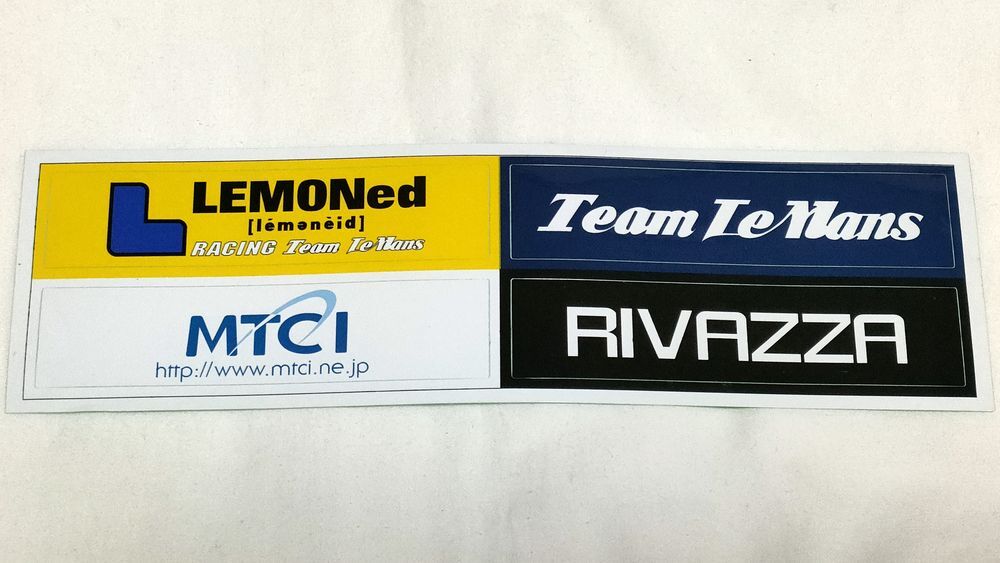 L
LEMONed
[lémənèid]
RACING Team LeMans
Team LeMans
MTCI
http://www.mtci.ne.jp
RIVAZZA